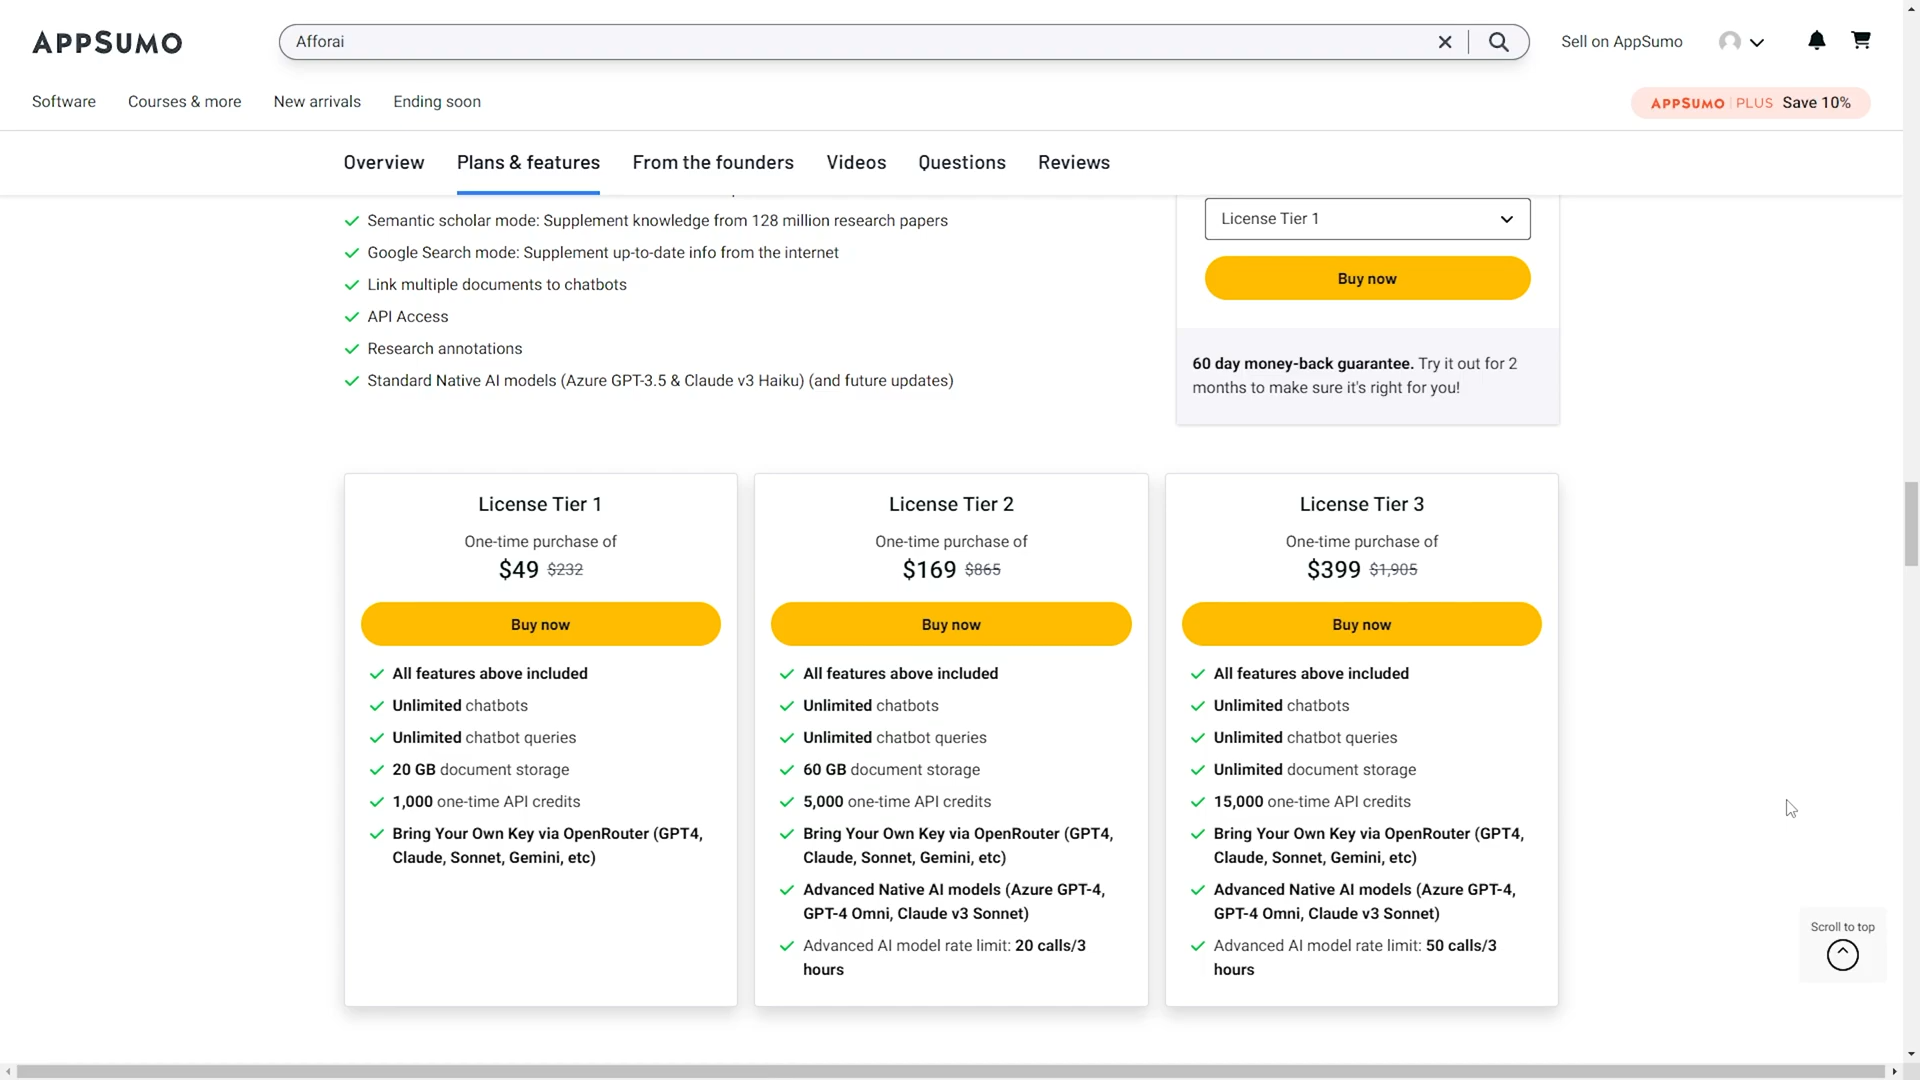 APPSUMO
Afforai
Sell on AppSumo
Software
Courses & more
New arrivals
Ending soon
APPSUMO PLUS Save 10%
Overview
Plans & features
From the founders
Videos
Questions
Reviews
Semantic scholar mode: Supplement knowledge from 128 million research papers
Google Search mode: Supplement up-to-date info from the internet
Link multiple documents to chatbots
API Access
Research annotations
Standard Native AI models (Azure GPT-3.5 & Claude v3 Haiku) (and future updates)
License Tier 1
Buy now
60 day money-back guarantee. Try it out for 2
months to make sure it's right for you!
License Tier 1
One-time purchase of
$49 $232
Buy now
All features above included
Unlimited chatbots
Unlimited chatbot queries
20 GB document storage
1,000 one-time API credits
Bring Your Own Key via OpenRouter (GPT4,
Claude, Sonnet, Gemini, etc)
License Tier 2
One-time purchase of
$169 $865
Buy now
All features above included
Unlimited chatbots
Unlimited chatbot queries
60 GB document storage
5,000 one-time API credits
Bring Your Own Key via OpenRouter (GPT4,
Claude, Sonnet, Gemini, etc)
Advanced Native AI models (Azure GPT-4,
GPT-4 Omni, Claude v3 Sonnet)
Advanced AI model rate limit: 20 calls/3
hours
License Tier 3
One-time purchase of
$399 $1,905
Buy now
All features above included
Unlimited chatbots
Unlimited chatbot queries
Unlimited document storage
15,000 one-time API credits
Bring Your Own Key via OpenRouter (GPT4,
Claude, Sonnet, Gemini, etc)
Advanced Native AI models (Azure GPT-4,
GPT-4 Omni, Claude v3 Sonnet)
Advanced AI model rate limit: 50 calls/3
hours
Scroll to top